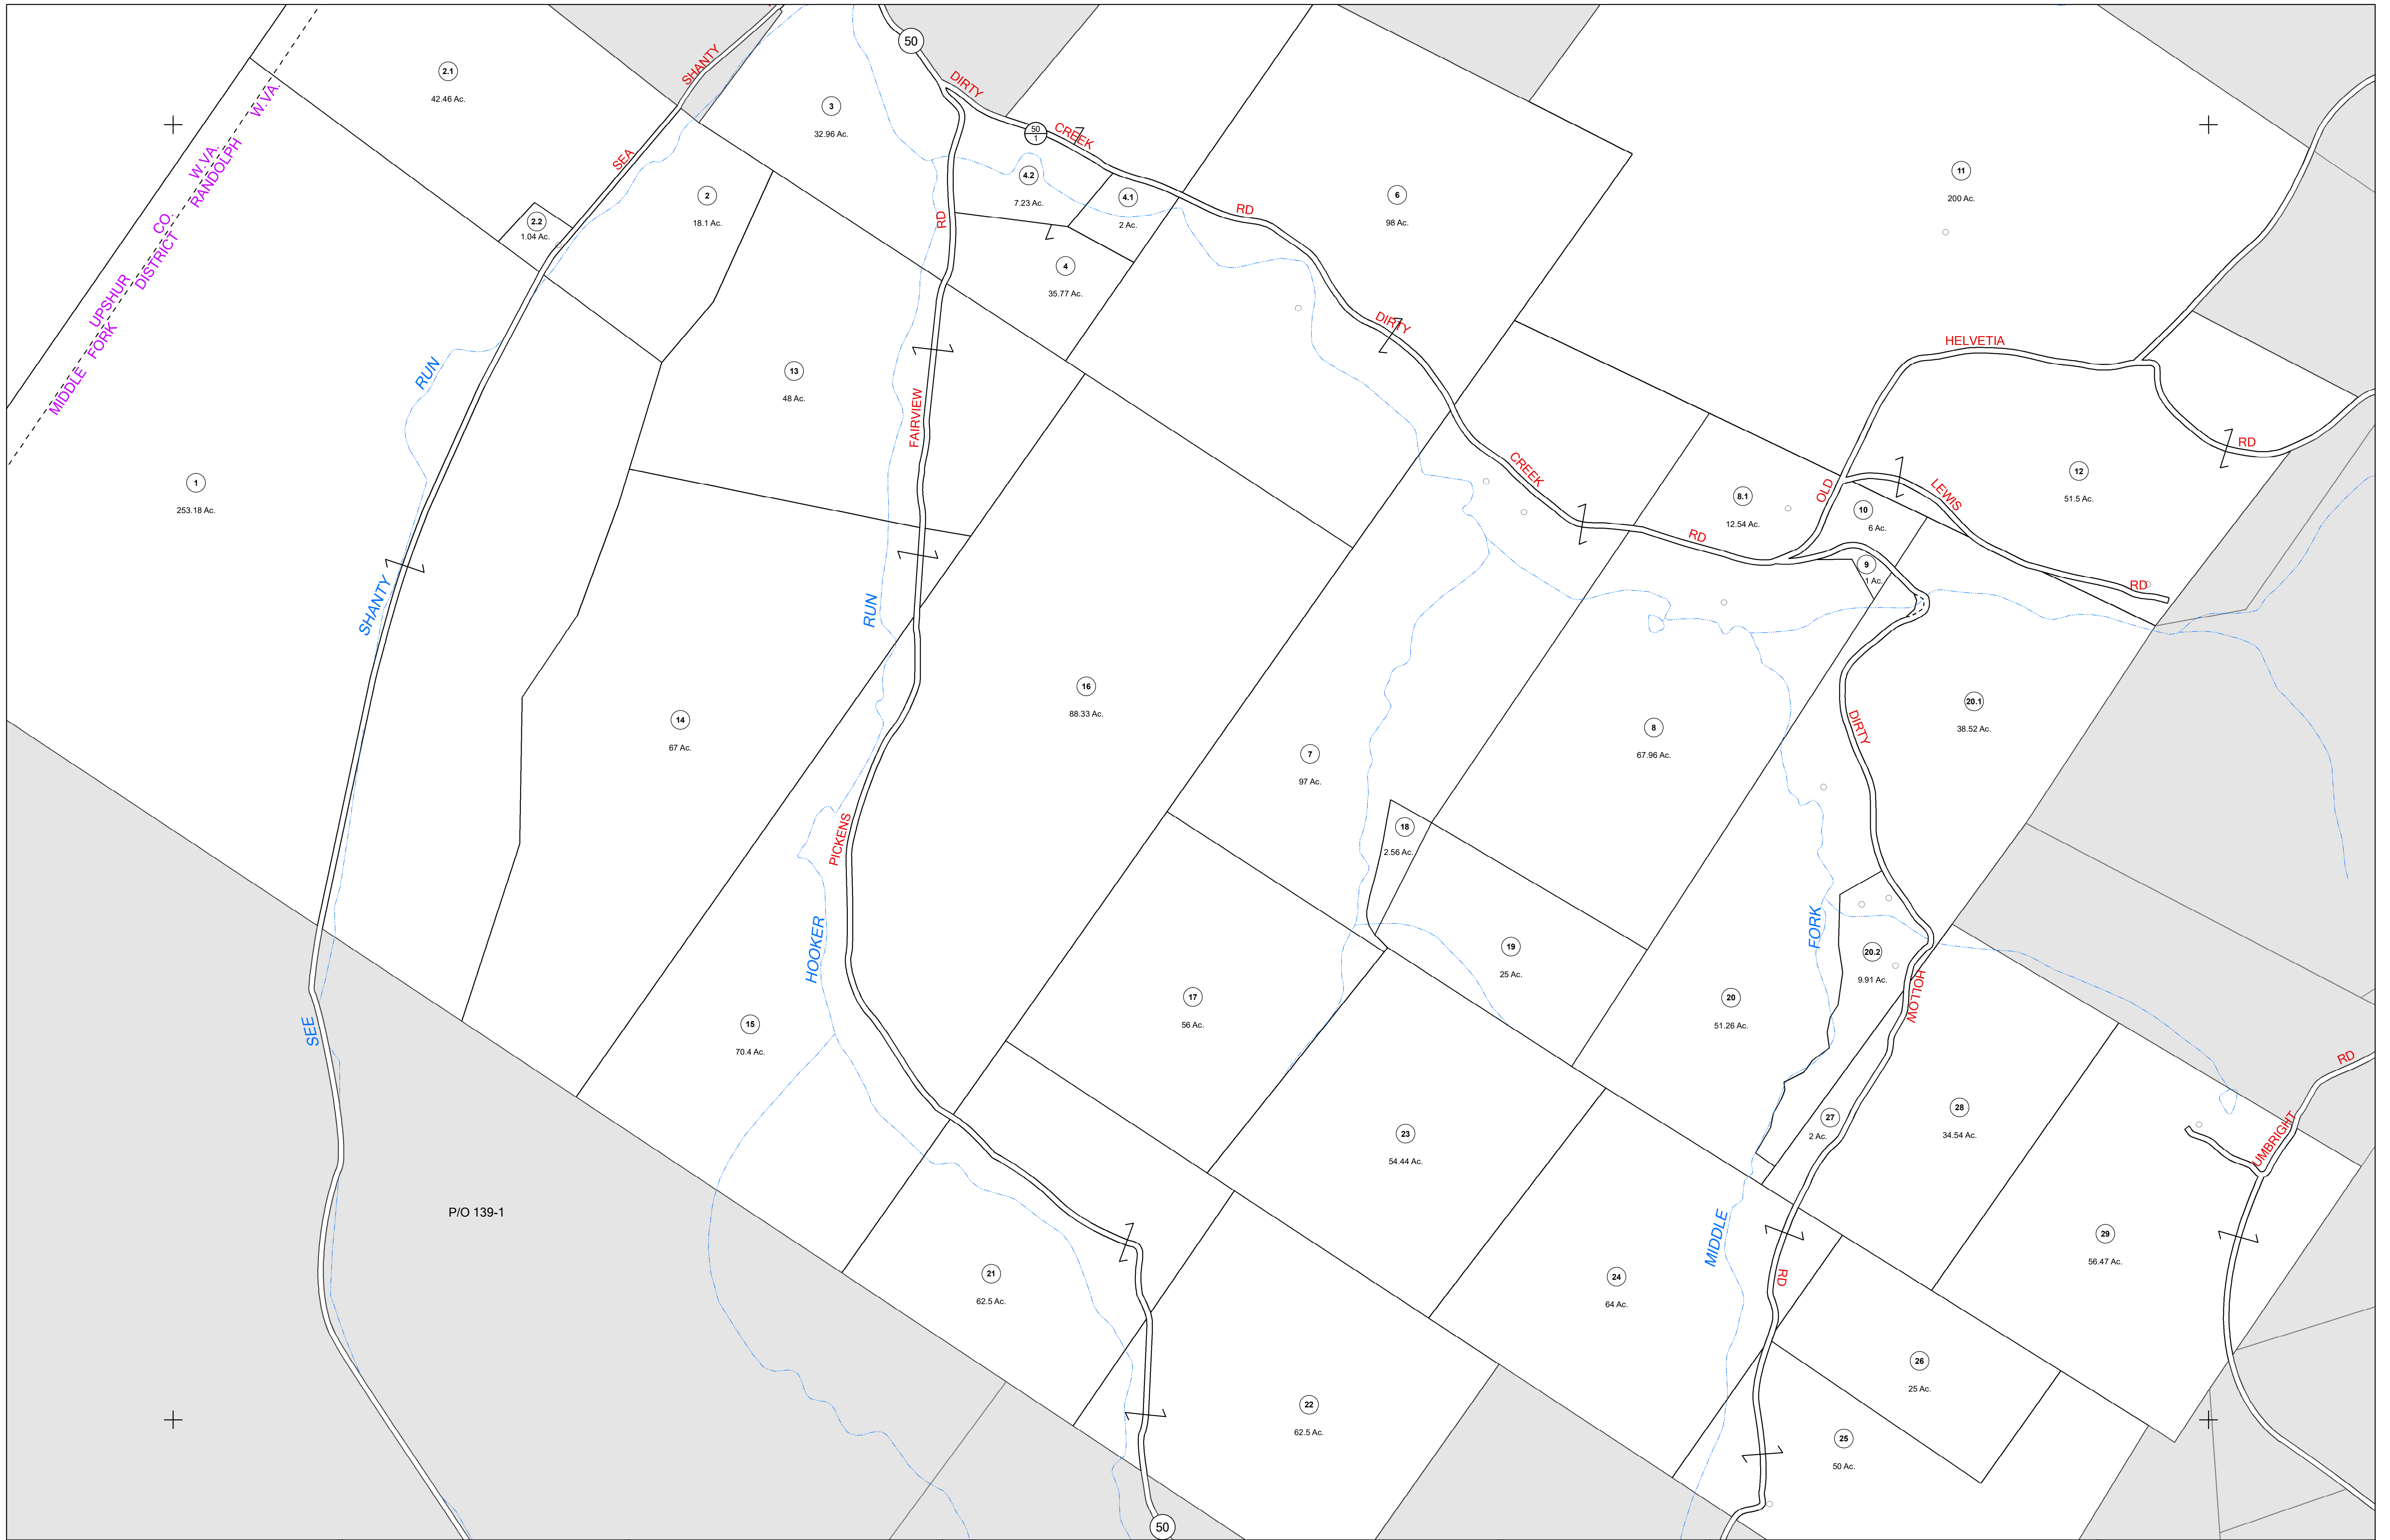 50
SHANTY
DIRTY
2.1
42.46 Ac.
W.VA.
3
32.96 Ac.
50
1
CREEK
W.VA.
RANDOLPH
SEA
4.2
7.23 Ac.
11
200 Ac.
2
18.1 Ac.
4.1
2 Ac.
6
98 Ac.
RD
RD
2.2
1.04 Ac.
CO.
DISTRICT
4
35.77 Ac.
UPSHUR
FORK
MIDDLE
DIRTY
HELVETIA
RUN
13
48 Ac.
FAIRVIEW
RD
1
253.18 Ac.
CREEK
8.1
12.54 Ac.
OLD
LEWIS
12
51.5 Ac.
10
6 Ac.
RD
9
1 Ac.
RD
SHANTY
RUN
16
88.33 Ac.
20.1
38.52 Ac.
14
67 Ac.
8
67.96 Ac.
DIRTY
7
97 Ac.
PICKENS
18
2.56 Ac.
HOOKER
FORK
19
25 Ac.
20.2
9.91 Ac.
17
56 Ac.
20
51.26 Ac.
HOLLOW
SEE
15
70.4 Ac.
RD
28
34.54 Ac.
27
2 Ac.
23
54.44 Ac.
UMBRIGHT
P/O 139-1
MIDDLE
29
56.47 Ac.
21
62.5 Ac.
24
64 Ac.
RD
26
25 Ac.
22
62.5 Ac.
25
50 Ac.
50